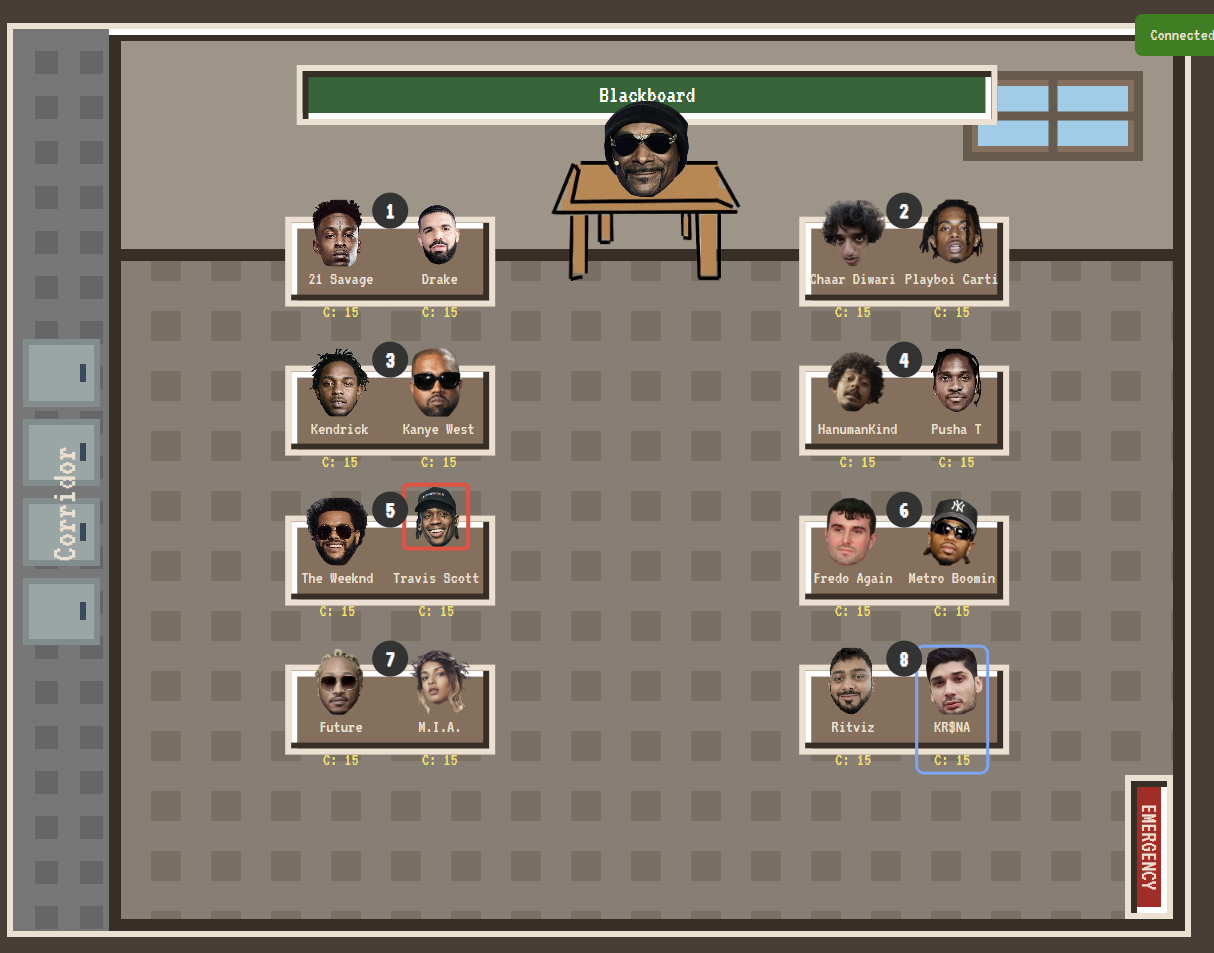 Connected
Blackboard
1
21 Savage
Drake
C: 15
C: 15
2
Chaar Diwari
Playboi Carti
C: 15
C: 15
3
Kendrick
Kanye West
C: 15
C: 15
4
HanumanKind
Pusha T
C: 15
C: 15
5
The Weeknd
Travis Scott
C: 15
C: 15
6
Fredo Again
Metro Boomin
C: 15
C: 15
7
Future
M.I.A.
C: 15
C: 15
8
Ritviz
KR$NA
C: 15
C: 15
Corridor
EMERGENCY